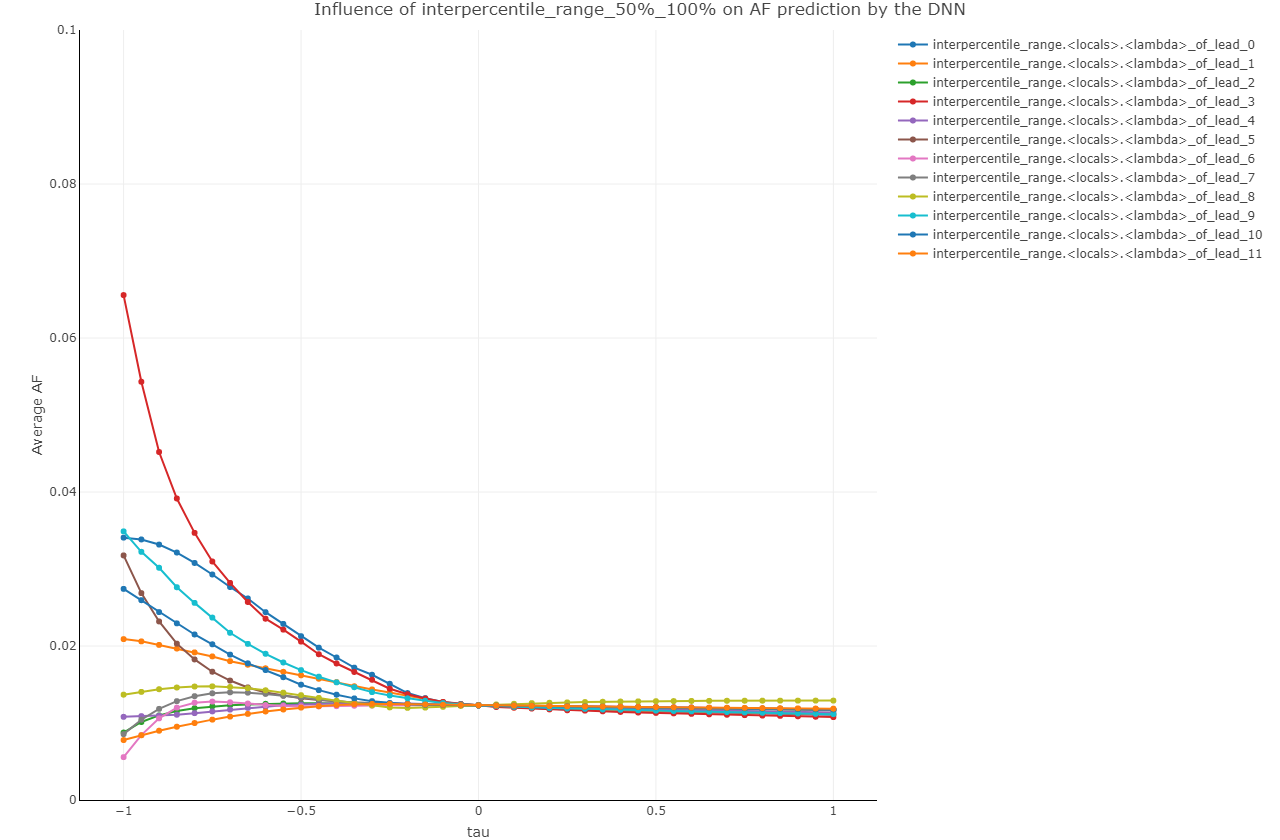 Influence of interpercentile_range_50%_100% on AF prediction by the DNN
0.1
0.08
0.06
0.04
0.02
0
Average AF
−1
−0.5
0
0.5
1
tau
interpercentile_range.<locals>.<lambda>_of_lead_0
interpercentile_range.<locals>.<lambda>_of_lead_1
interpercentile_range.<locals>.<lambda>_of_lead_2
interpercentile_range.<locals>.<lambda>_of_lead_3
interpercentile_range.<locals>.<lambda>_of_lead_4
interpercentile_range.<locals>.<lambda>_of_lead_5
interpercentile_range.<locals>.<lambda>_of_lead_6
interpercentile_range.<locals>.<lambda>_of_lead_7
interpercentile_range.<locals>.<lambda>_of_lead_8
interpercentile_range.<locals>.<lambda>_of_lead_9
interpercentile_range.<locals>.<lambda>_of_lead_10
interpercentile_range.<locals>.<lambda>_of_lead_11